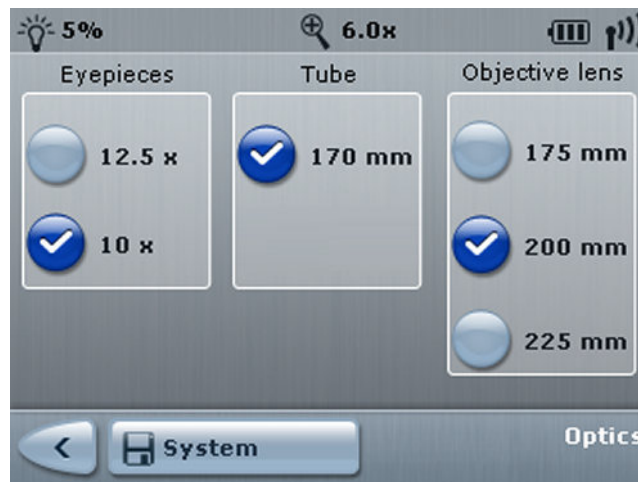 5% 6.0x
Eyepieces Tube Objective lens
12.5 x 170 mm 175 mm
10 x 200 mm
225 mm
System Optics